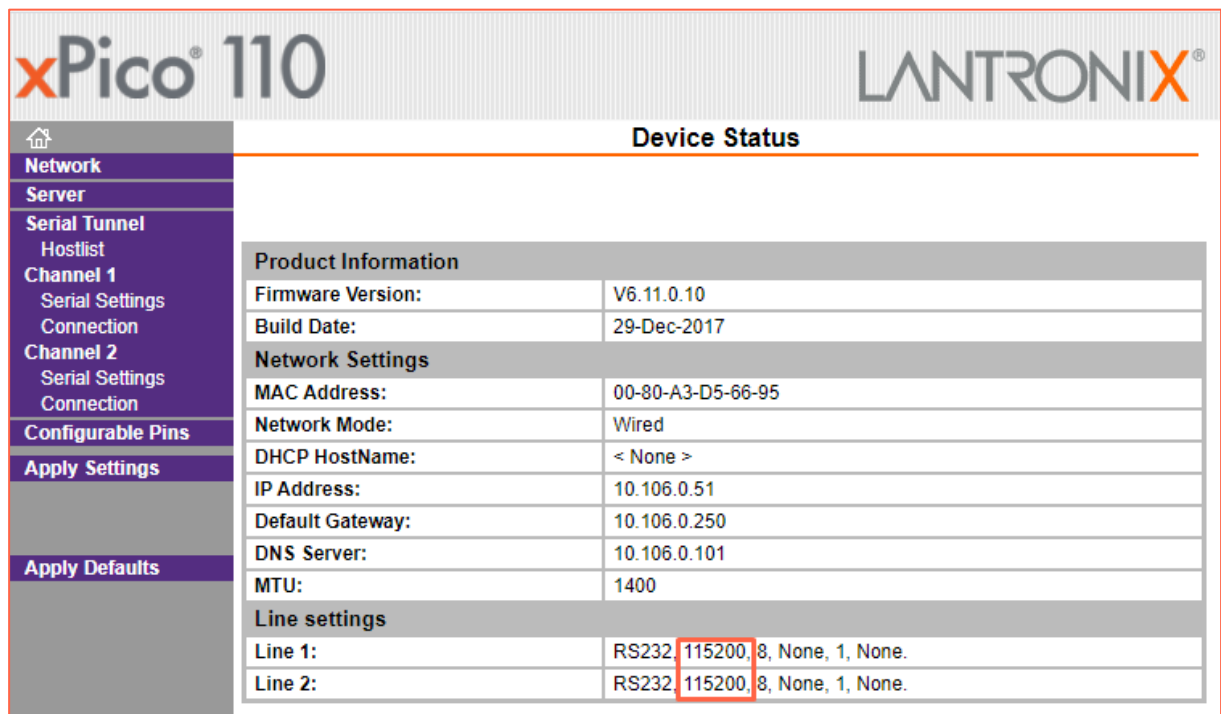 xPico® 110
LANTRONIX®
Device Status
Network
Server
Serial Tunnel
Hostlist
Channel 1
Serial Settings
Connection
Channel 2
Serial Settings
Connection
Configurable Pins
Apply Settings
Apply Defaults
Product Information
Firmware Version: V6.11.0.10
Build Date: 29-Dec-2017
Network Settings
MAC Address: 00-80-A3-D5-66-95
Network Mode: Wired
DHCP HostName: < None >
IP Address: 10.106.0.51
Default Gateway: 10.106.0.250
DNS Server: 10.106.0.101
MTU: 1400
Line settings
Line 1: RS232, 115200, 8, None, 1, None.
Line 2: RS232, 115200, 8, None, 1, None.